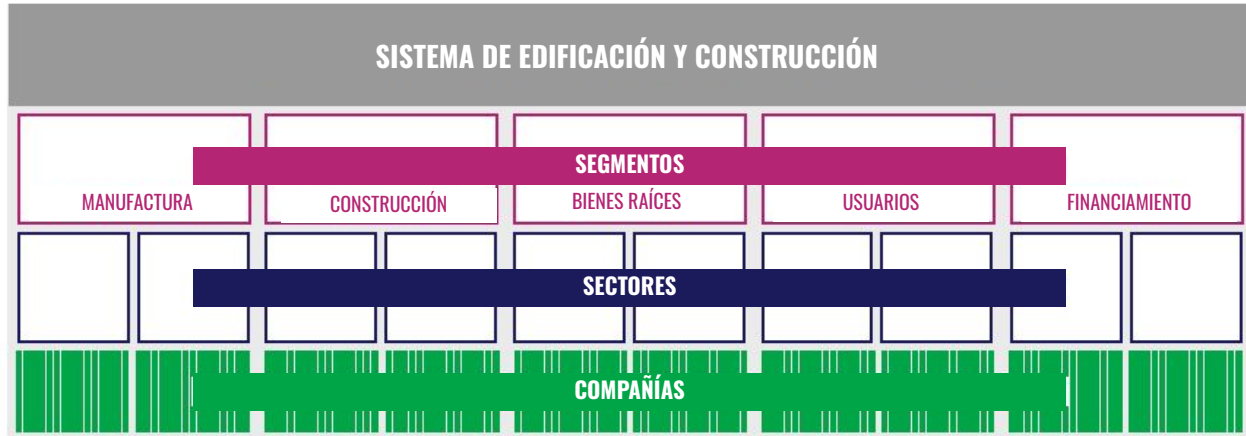 SISTEMA DE EDIFICACIÓN Y CONSTRUCCIÓN
SEGMENTOS
MANUFACTURA
CONSTRUCCIÓN
BIENES RAÍCES
USUARIOS
FINANCIAMIENTO
SECTORES
COMPAÑÍAS